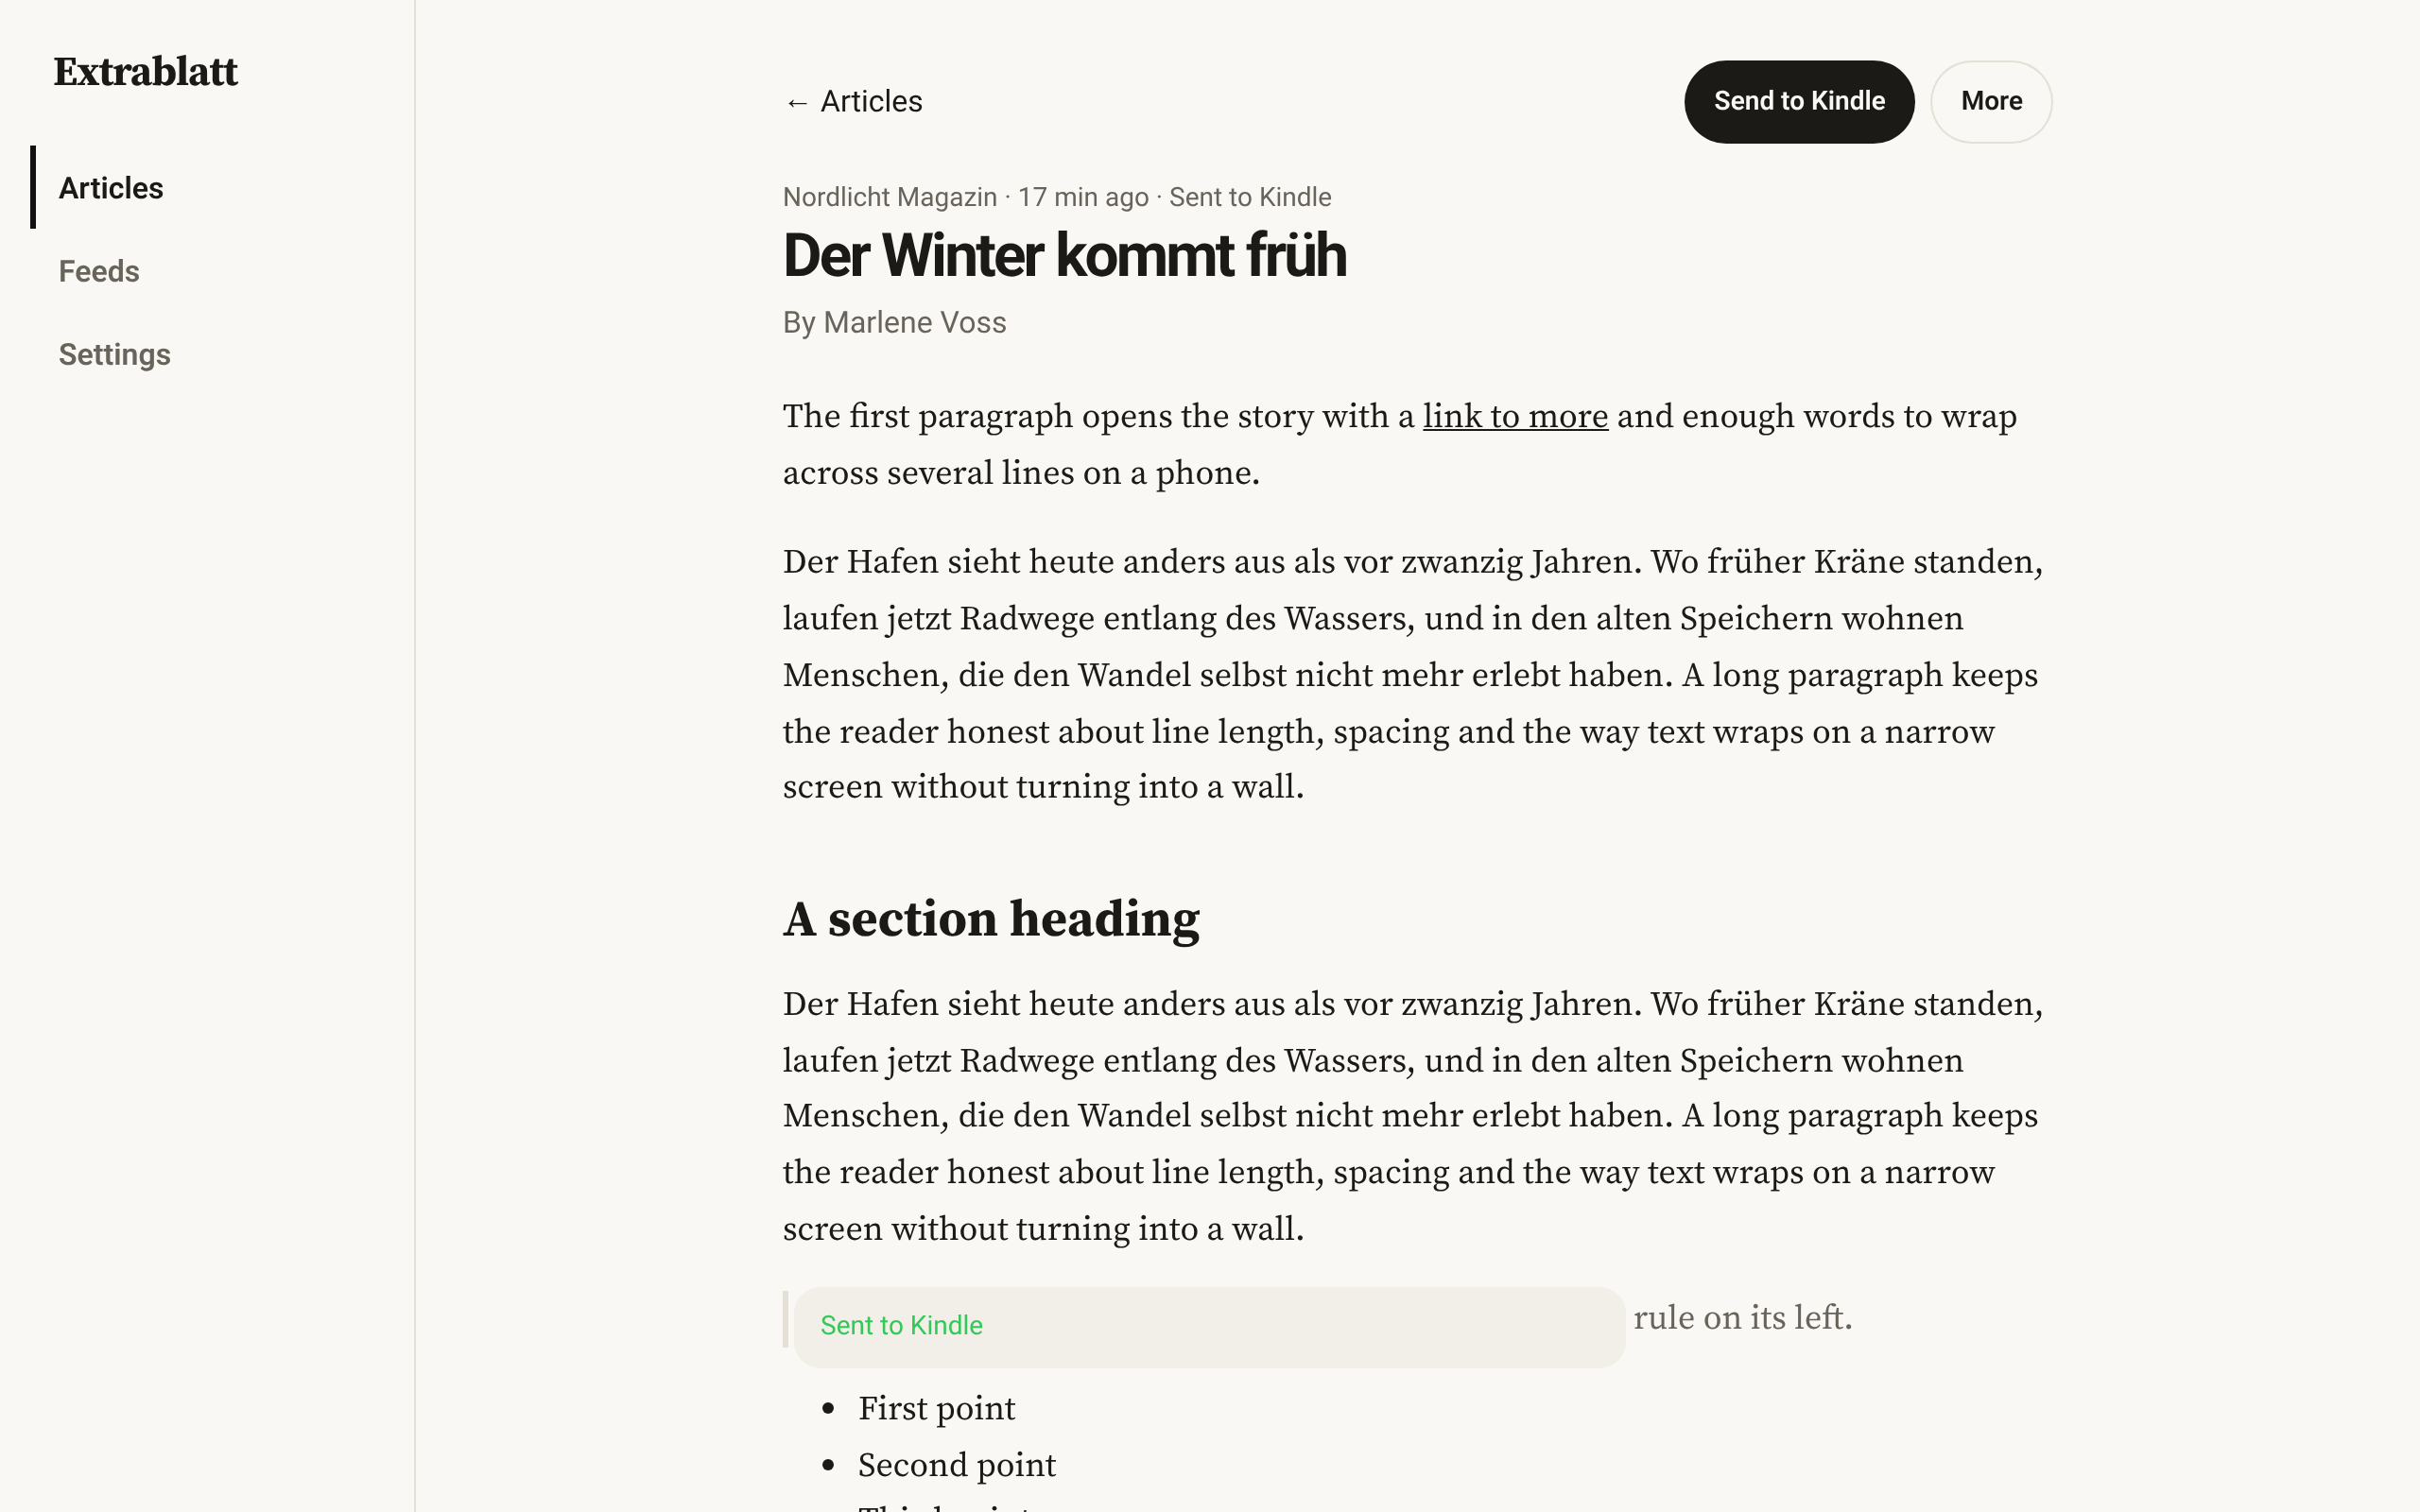 Extrablatt
Articles
Feeds
Settings
← Articles
Send to Kindle
More
Nordlicht Magazin · 17 min ago · Sent to Kindle
Der Winter kommt früh
By Marlene Voss
The first paragraph opens the story with a link to more and enough words to wrap
across several lines on a phone.
Der Hafen sieht heute anders aus als vor zwanzig Jahren. Wo früher Kräne standen,
laufen jetzt Radwege entlang des Wassers, und in den alten Speichern wohnen
Menschen, die den Wandel selbst nicht mehr erlebt haben. A long paragraph keeps
the reader honest about line length, spacing and the way text wraps on a narrow
screen without turning into a wall.
A section heading
Der Hafen sieht heute anders aus als vor zwanzig Jahren. Wo früher Kräne standen,
laufen jetzt Radwege entlang des Wassers, und in den alten Speichern wohnen
Menschen, die den Wandel selbst nicht mehr erlebt haben. A long paragraph keeps
the reader honest about line length, spacing and the way text wraps on a narrow
screen without turning into a wall.
Sent to Kindle
rule on its left.
• First point
• Second point